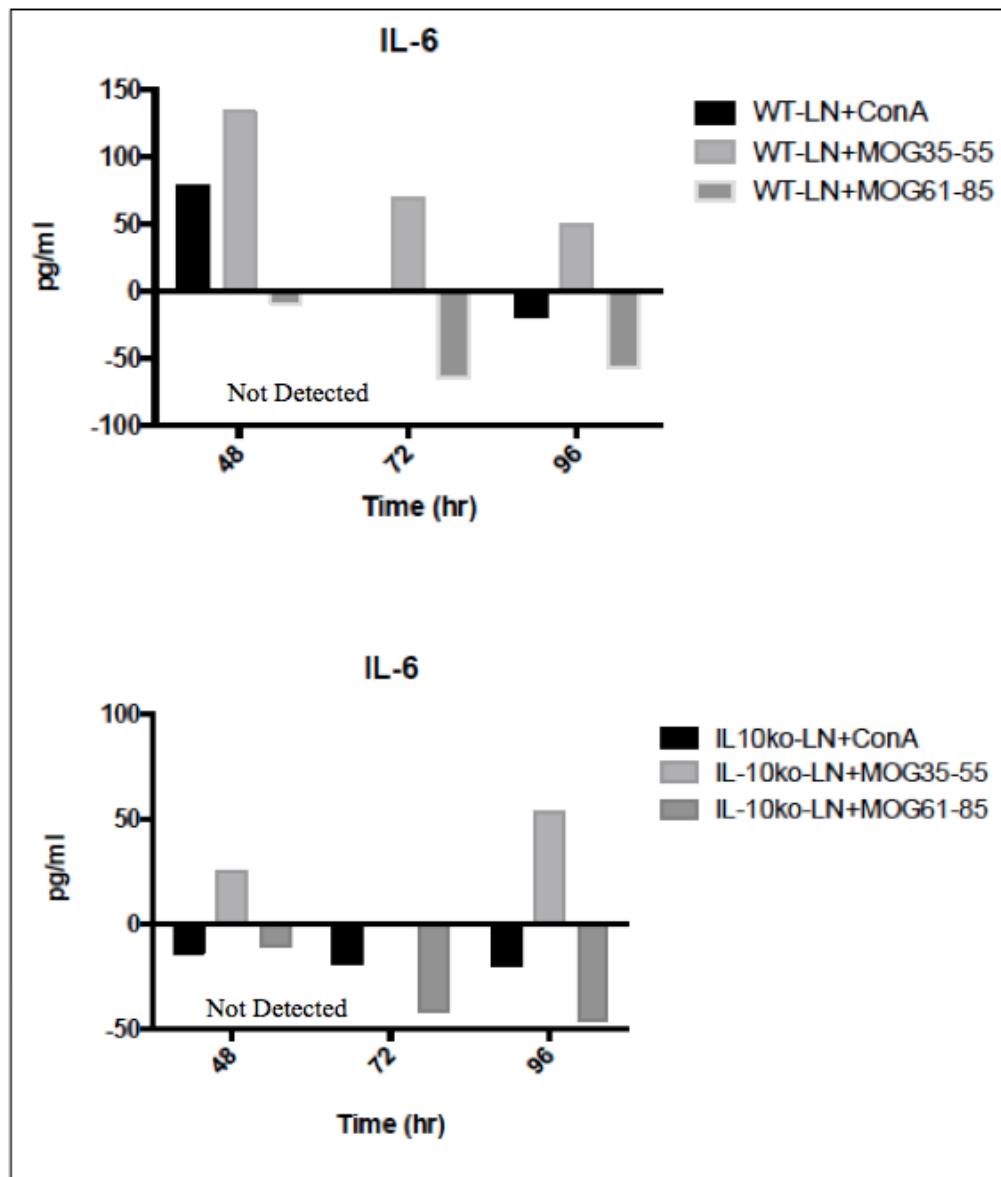 IL-6
150
100
50
0
-50
-100
pg/ml
Not Detected
48
72
96
Time (hr)
WT-LN+ConA
WT-LN+MOG35-55
WT-LN+MOG61-85
IL-6
100
50
0
-50
pg/ml
Not Detected
48
72
96
Time (hr)
IL10ko-LN+ConA
IL-10ko-LN+MOG35-55
IL-10ko-LN+MOG61-85